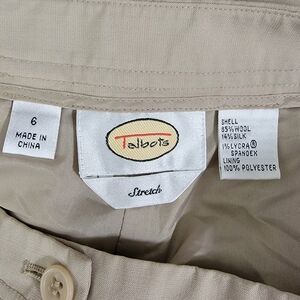 6
MADE IN
CHINA
Talbots
Stretch
SHELL
85% WOOL
14% SILK
1% LYCRA®
SPANDEX
LINING
100% POLYESTER